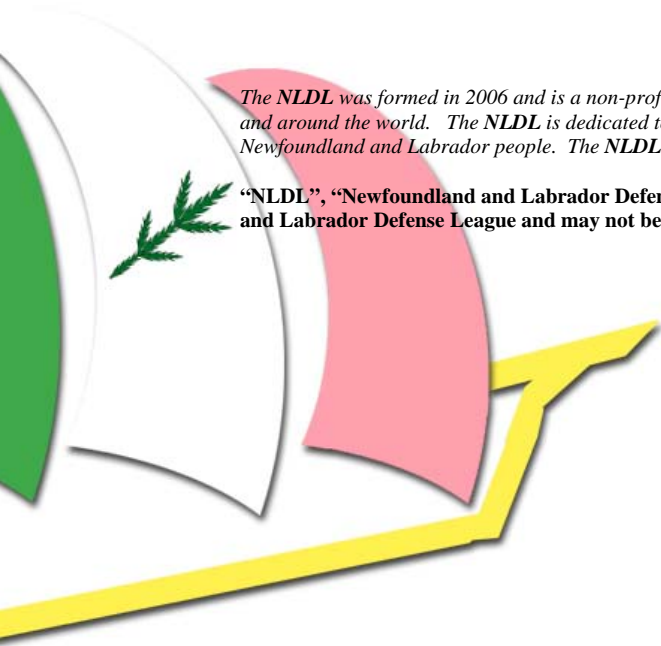 The NLDL was formed in 2006 and is a non-prof
and around the world. The NLDL is dedicated t
Newfoundland and Labrador people. The NLDL
“NLDL”, “Newfoundland and Labrador Defen
and Labrador Defense League and may not be